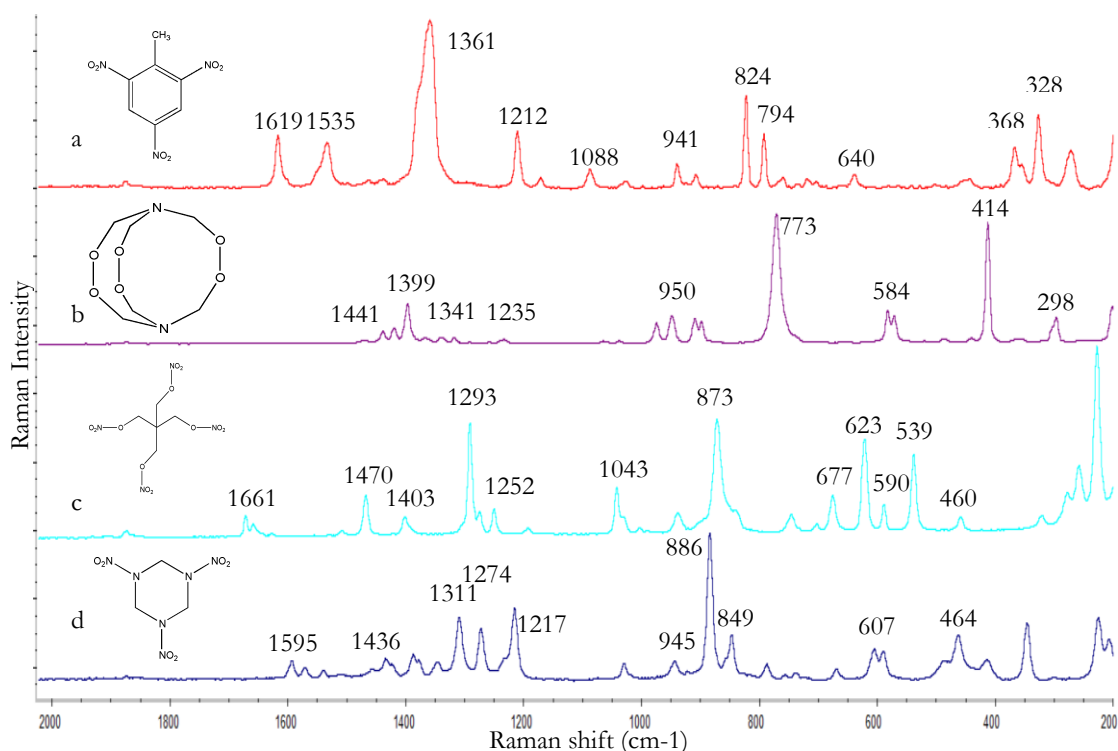 CH₃
O₂N
NO₂
NO₂
a
1619
1535
1361
1212
1088
941
824
794
640
368
328
N
O
O
O
O
O
O
N
b
1441
1399
1341
1235
950
773
584
414
298
NO₂
O
O₂N
O
O
NO₂
O
NO₂
c
1661
1470
1403
1293
1252
1043
873
677
623
590
539
460
O₂N
N
N
NO₂
N
NO₂
d
1595
1436
1311
1274
1217
945
886
849
607
464
Raman Intensity
2000
1800
1600
1400
1200
1000
800
600
400
200
Raman shift (cm-1)